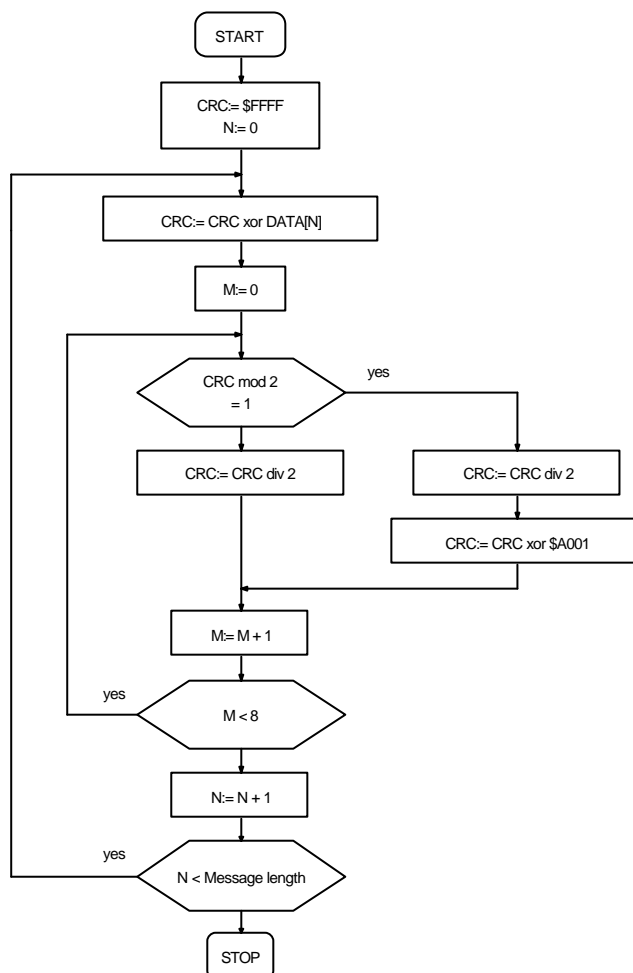 START
CRC:= $FFFF
N:= 0
CRC:= CRC xor DATA[N]
M:= 0
CRC mod 2
= 1
yes
CRC:= CRC div 2
CRC:= CRC div 2
CRC:= CRC xor $A001
M:= M + 1
yes
M < 8
N:= N + 1
yes
N < Message length
STOP